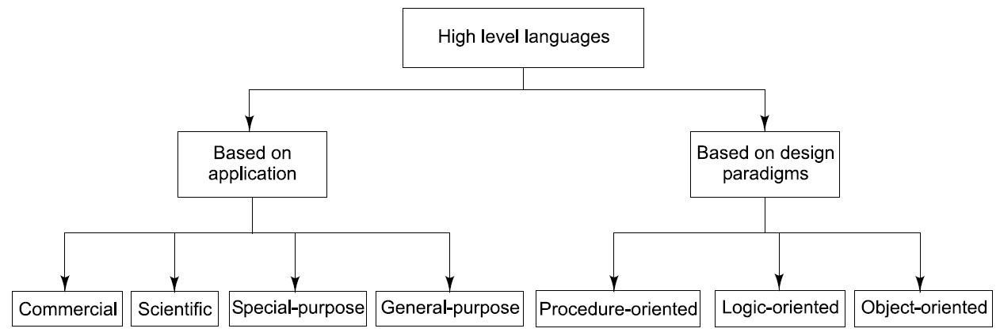 High level languages
Based on
application
Based on design
paradigms
Commercial
Scientific
Special-purpose
General-purpose
Procedure-oriented
Logic-oriented
Object-oriented